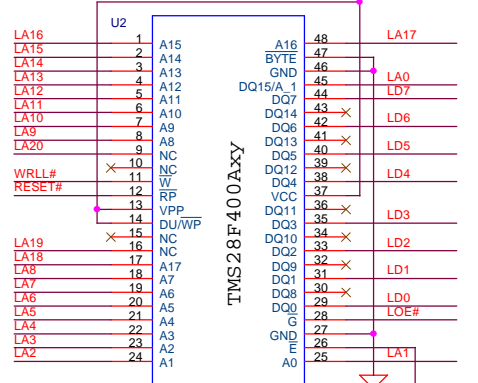 U2
LA16 1 A15 A16 48 LA17
LA15 2 A14 BYTE 47
LA14 3 A13 GND 46
LA13 4 A12 DQ15/A_1 45 LA0
LA12 5 A11 DQ7 44 LD7
LA11 6 A10 DQ14 43
LA10 7 A9 DQ6 42 LD6
LA9 8 A8 DQ13 41
LA20 9 NC DQ5 40 LD5
10 NC DQ12 39
WRLL# 11 W DQ4 38 LD4
RESET# 12 RP VCC 37
13 VPP DQ11 36
14 DU/WP DQ3 35 LD3
15 NC DQ10 34
LA19 16 NC DQ2 33 LD2
LA18 17 A17 DQ9 32
LA8 18 A7 DQ1 31 LD1
LA7 19 A6 DQ8 30
LA6 20 A5 DQ0 29 LD0
LA5 21 A4 G 28 LOE#
LA4 22 A3 GND 27
LA3 23 A2 E 26
LA2 24 A1 A0 25 LA1
TMS28F400Axy